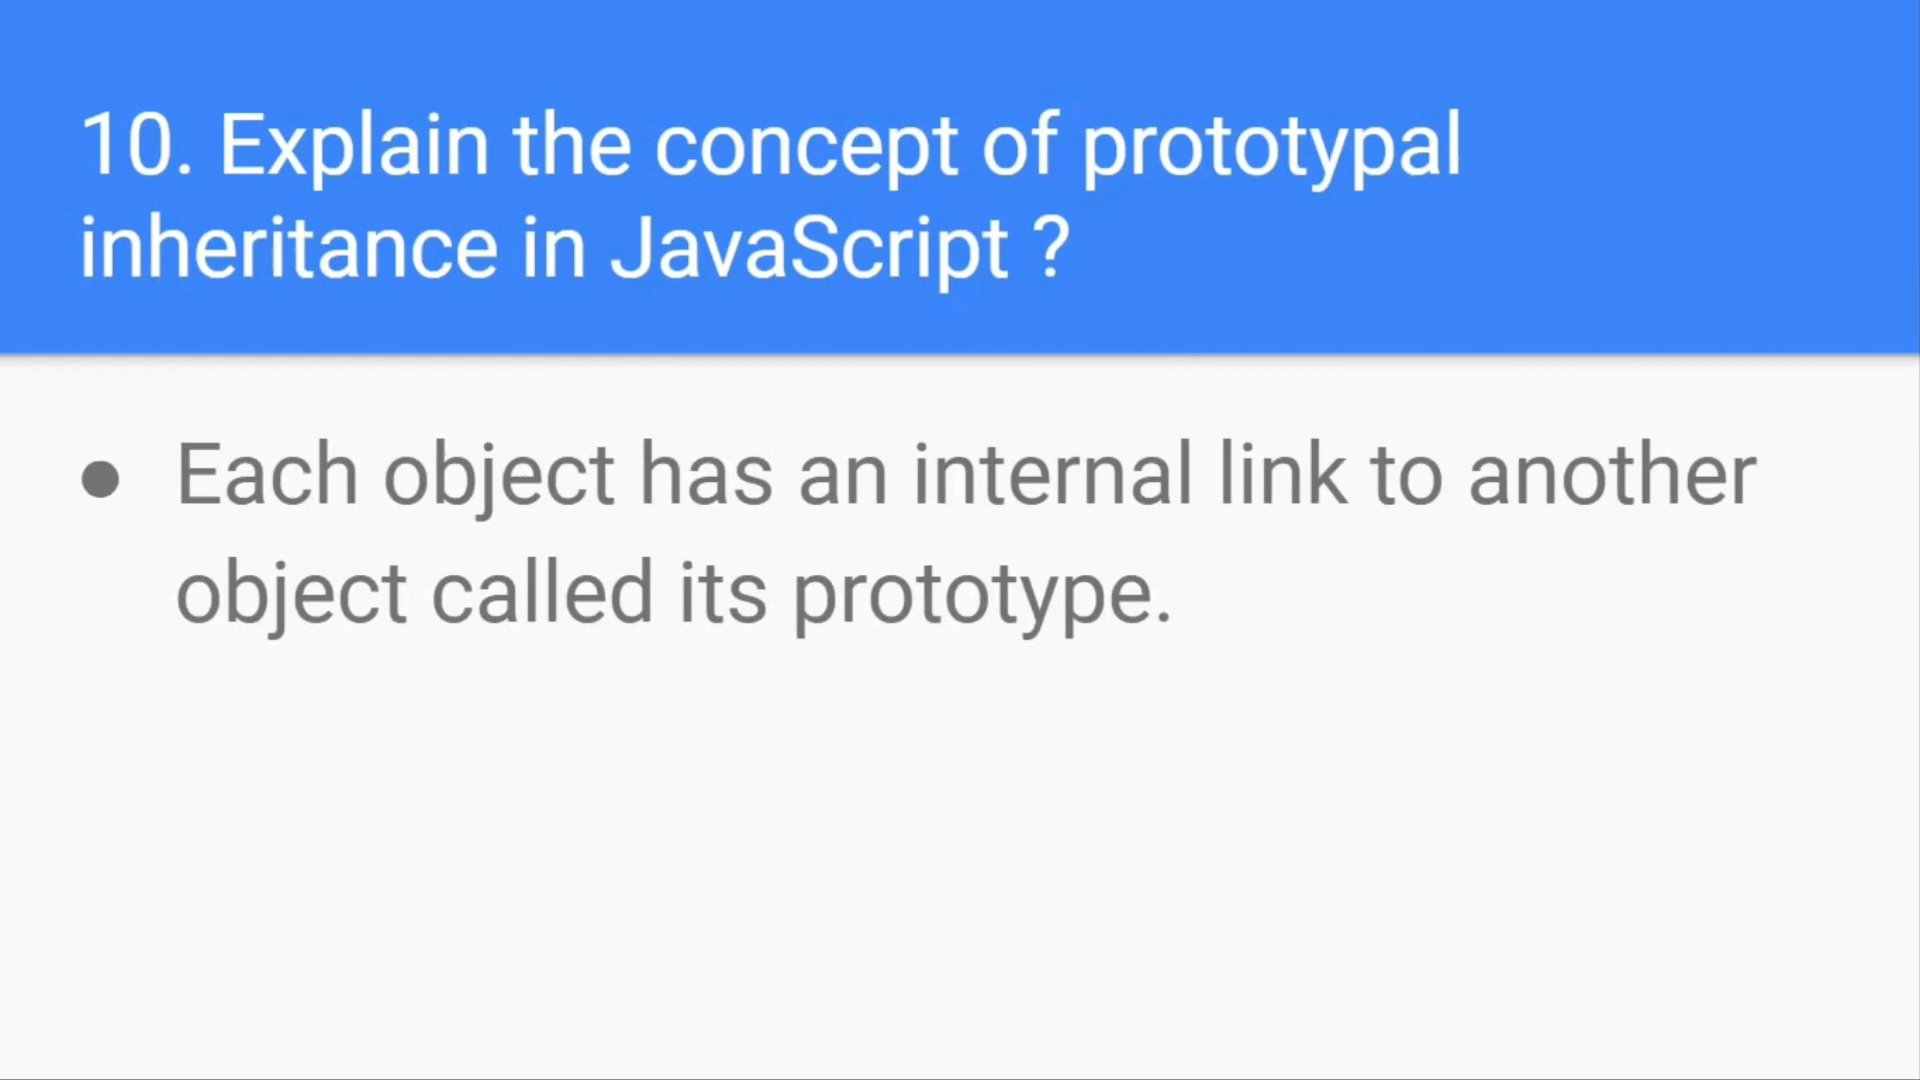 10. Explain the concept of prototypal
inheritance in JavaScript ?
● Each object has an internal link to another
object called its prototype.